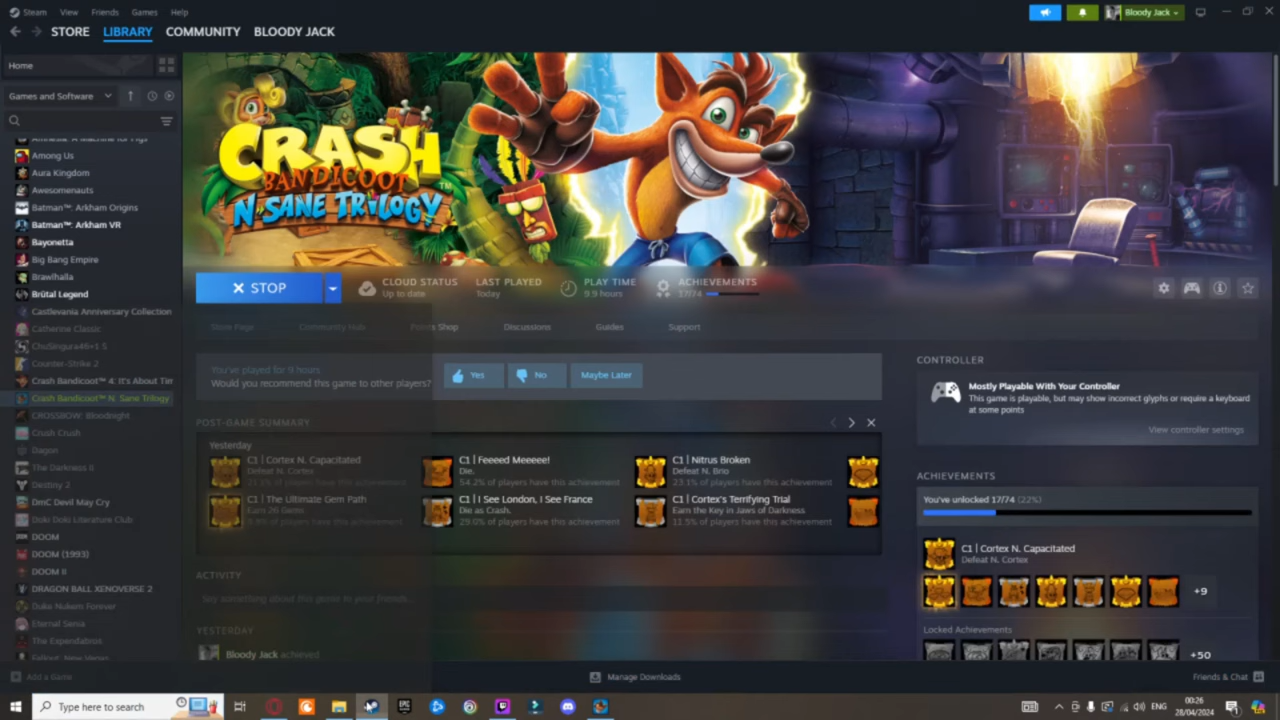 Steam View Friends Games Help
Bloody Jack
STORE LIBRARY COMMUNITY BLOODY JACK
Home
Games and Software
Among Us
Aura Kingdom
Awesomenauts
Batman™: Arkham Origins
Batman™: Arkham VR
Bayonetta
Big Bang Empire
Brawlhalla
Brütal Legend
Castlevania Anniversary Collection
Catherine Classic
ChuSingura46+1 S
Counter-Strike 2
Crash Bandicoot™ 4: It's About Tim
Crash Bandicoot™ N. Sane Trilogy
CROSSBOW: Bloodnight
Crush Crush
Dagon
The Darkness II
Destiny 2
DmC Devil May Cry
Doki Doki Literature Club
DOOM
DOOM (1993)
DOOM II
DRAGON BALL XENOVERSE 2
Duke Nukem Forever
Eternal Senia
The Expendabros
Fallout: New Vegas
Add a Game
CRASH
BANDICOOT
N SANE TRILOGY™
STOP
CLOUD STATUS
Up to date
LAST PLAYED
Today
PLAY TIME
9.9 hours
ACHIEVEMENTS
17/74
Store Page Community Hub Points Shop Discussions Guides Support
You've played for 9 hours
Would you recommend this game to other players?
Yes No Maybe Later
POST-GAME SUMMARY
Yesterday
C1 | Cortex N. Capacitated
Defeat N. Cortex
players have this achievement
C1 | Feeeed Meeeee!
Die.
54.2% of players have this achievement
C1 | Nitrus Broken
Defeat N. Brio
23.1% of players have this achievement
C1 | The Ultimate Gem Path
Earn 26 Gems
players have this achievement
C1 | I See London, I See France
Die as Crash.
29.0% of players have this achievement
C1 | Cortex's Terrifying Trial
Earn the Key in Jaws of Darkness
11.5% of players have this achievement
ACTIVITY
Say something about this game to your friends...
YESTERDAY
Bloody Jack achieved
CONTROLLER
Mostly Playable With Your Controller
This game is playable, but may show incorrect glyphs or require a keyboard
at some points
View controller settings
ACHIEVEMENTS
You've unlocked 17/74 (22%)
C1 | Cortex N. Capacitated
Defeat N. Cortex
+9
Locked Achievements
+50
Manage Downloads
Friends & Chat
Type here to search
EPIC
ENG
00:26
28/04/2024